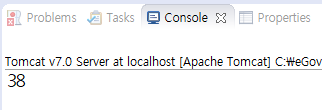 Problems Tasks Console Properties
Tomcat v7.0 Server at localhost [Apache Tomcat] C:₩eGov
38